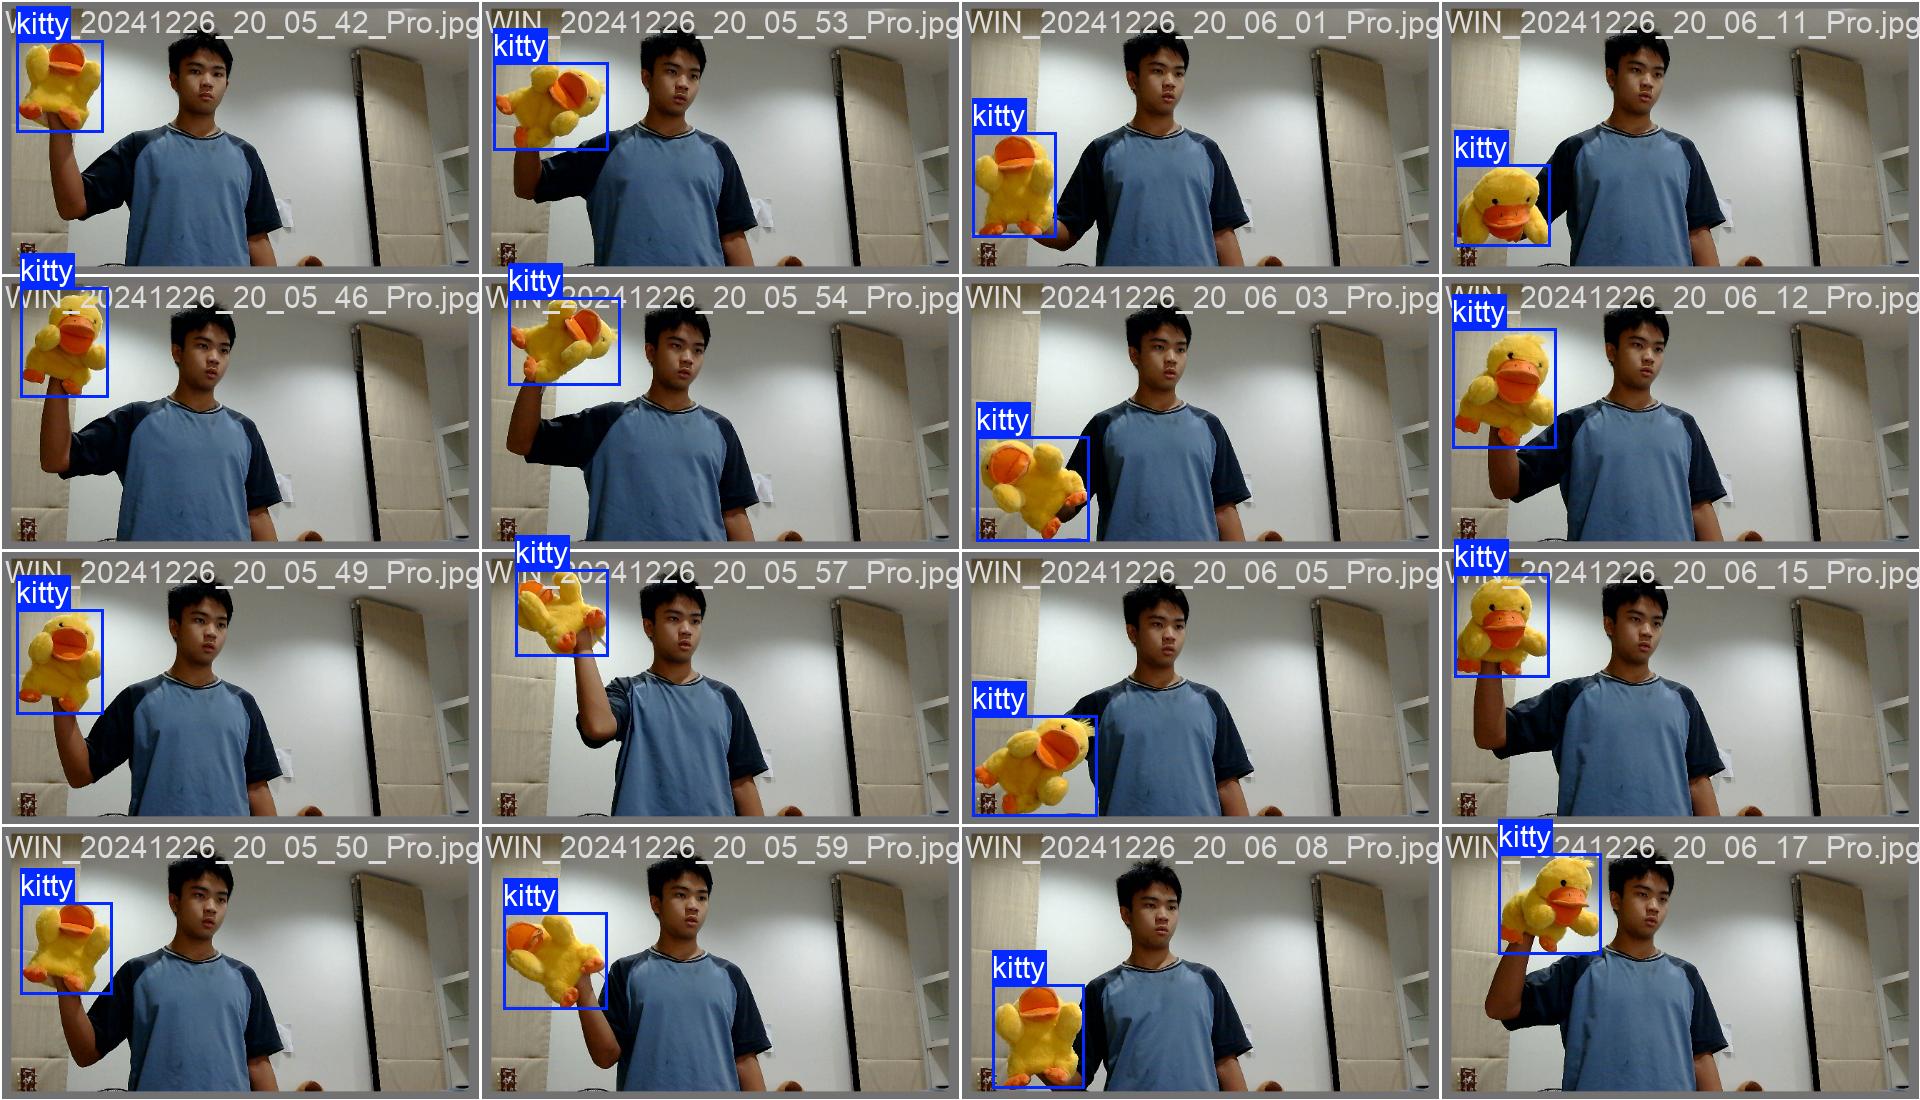 WIN_20241226_20_05_42_Pro.jpg
kitty
WIN_20241226_20_05_53_Pro.jpg
kitty
WIN_20241226_20_06_01_Pro.jpg
kitty
WIN_20241226_20_06_11_Pro.jpg
kitty
WIN_20241226_20_05_46_Pro.jpg
kitty
WIN_20241226_20_05_54_Pro.jpg
kitty
WIN_20241226_20_06_03_Pro.jpg
kitty
WIN_20241226_20_06_12_Pro.jpg
kitty
WIN_20241226_20_05_49_Pro.jpg
kitty
WIN_20241226_20_05_57_Pro.jpg
kitty
WIN_20241226_20_06_05_Pro.jpg
kitty
WIN_20241226_20_06_15_Pro.jpg
kitty
WIN_20241226_20_05_50_Pro.jpg
kitty
WIN_20241226_20_05_59_Pro.jpg
kitty
WIN_20241226_20_06_08_Pro.jpg
kitty
WIN_20241226_20_06_17_Pro.jpg
kitty